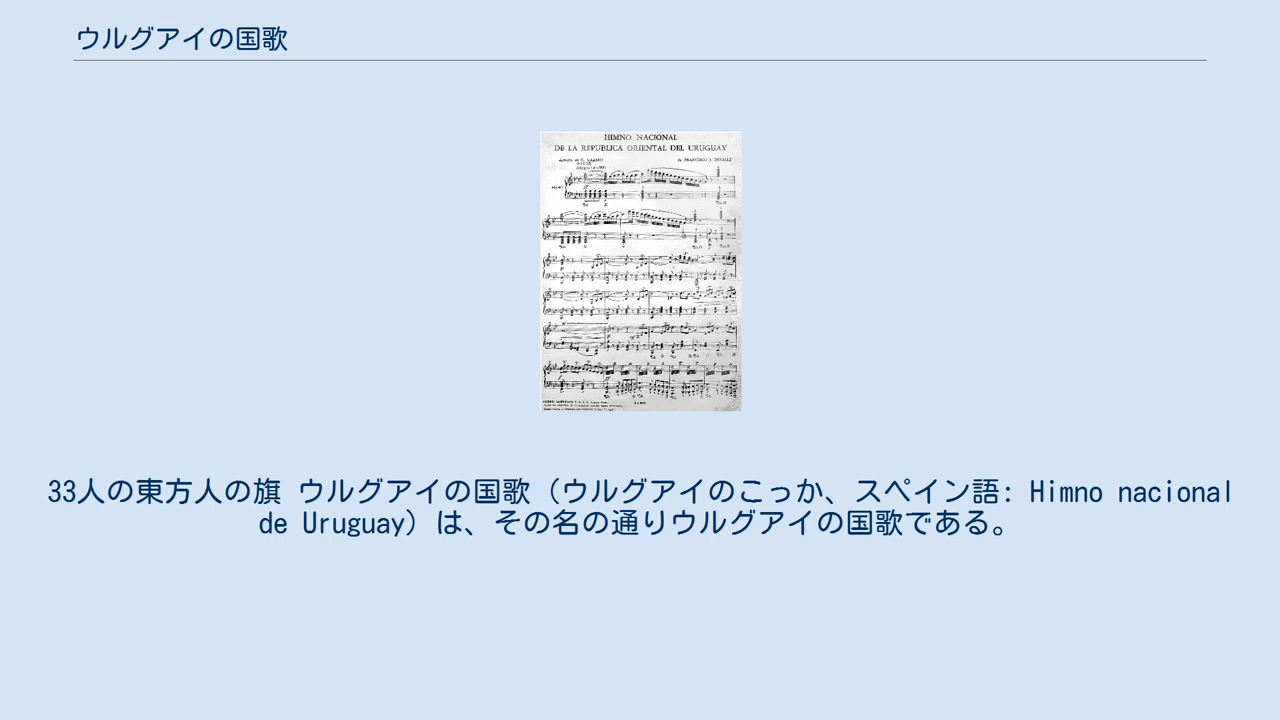 ウルグアイの国歌
HIMNO NACIONAL
DE LA REPUBLICA ORIENTAL DEL URUGUAY
33人の東方人の旗 ウルグアイの国歌（ウルグアイのこっか、スペイン語: Himno nacional
de Uruguay）は、その名の通りウルグアイの国歌である。